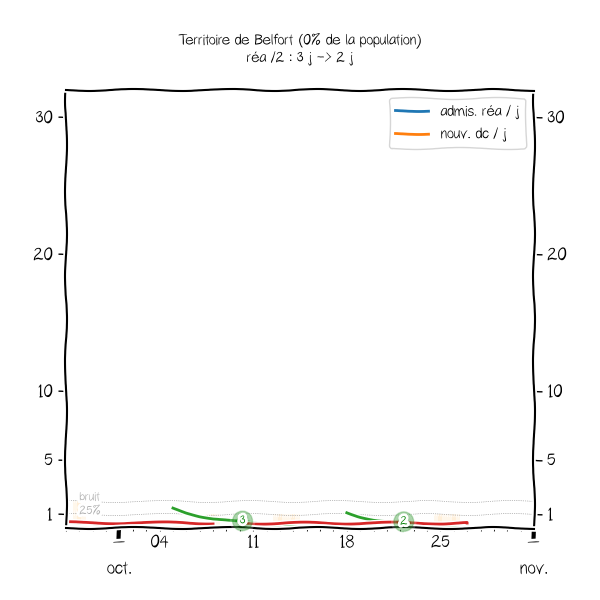 Territoire de Belfort (0% de la population)
réa /2 : 3 j -> 2 j
admis. réa / j
nouv. dc / j
30
30
20
20
10
10
5
5
bruit
25%
1
1
3
2
04
11
18
25
oct.
nov.